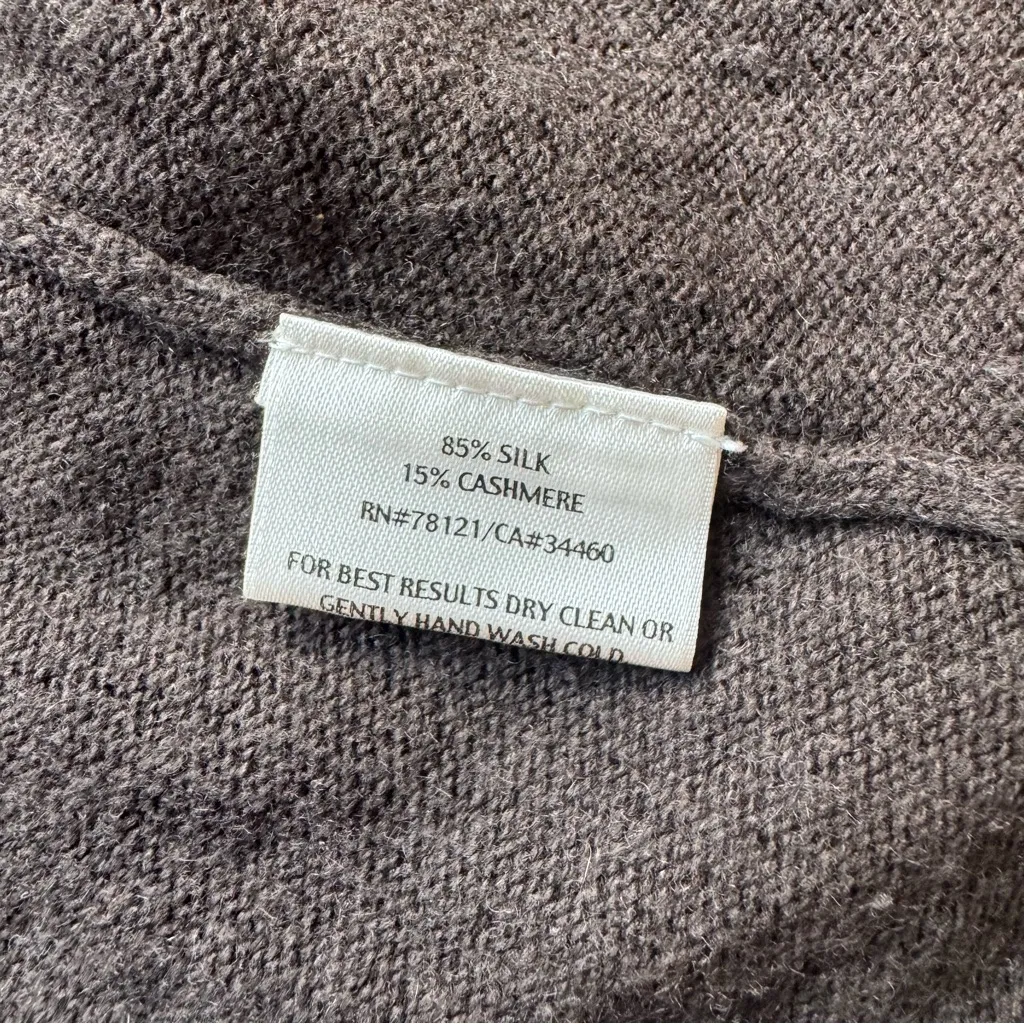 85% SILK
15% CASHMERE
RN#78121/CA#34460
FOR BEST RESULTS DRY CLEAN OR
GENTLY HAND WASH COLD